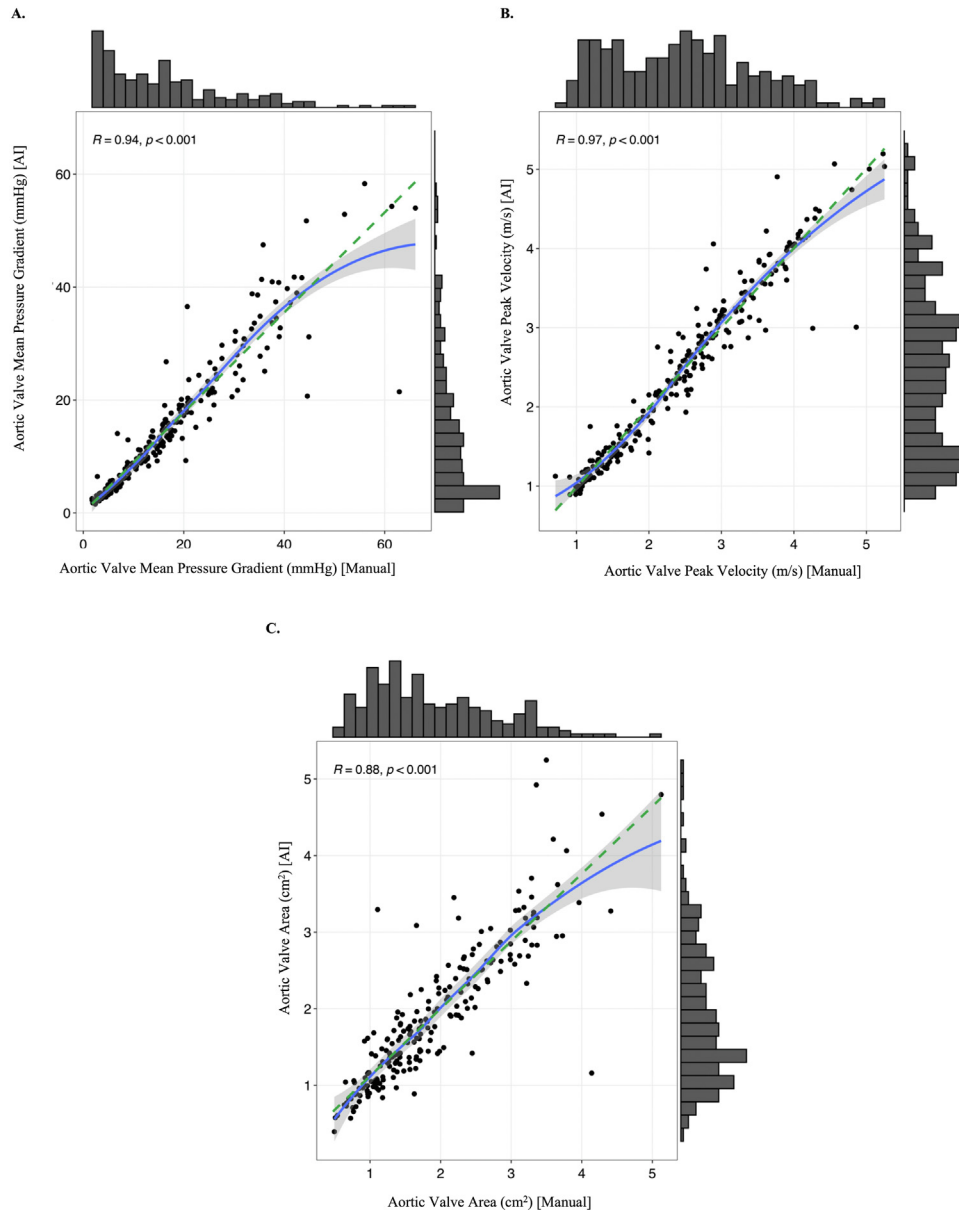 A.
B.
R = 0.94, p < 0.001
Aortic Valve Mean Pressure Gradient (mmHg) [AI]
60
'40
20
0
0 20 40 60
Aortic Valve Mean Pressure Gradient (mmHg) [Manual]
R = 0.97, p < 0.001
Aortic Valve Peak Velocity (m/s) [AI]
5
4
3
2
1
1 2 3 4 5
Aortic Valve Peak Velocity (m/s) [Manual]
C.
R = 0.88, p < 0.001
Aortic Valve Area (cm²) [AI]
5
4
3
2
1
1 2 3 4 5
Aortic Valve Area (cm²) [Manual]